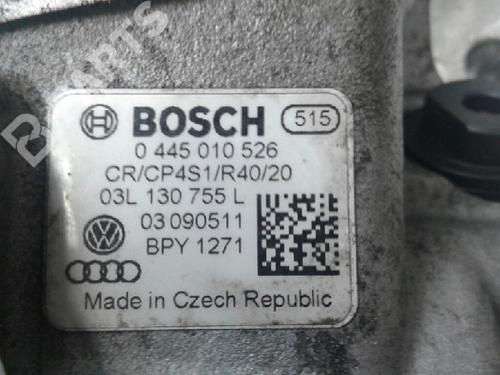 PARTS
BOSCH 515
0 445 010 526
CR/CP4S1/R40/20
03L 130 755 L
03 090511
BPY 1271
Made in Czech Republic